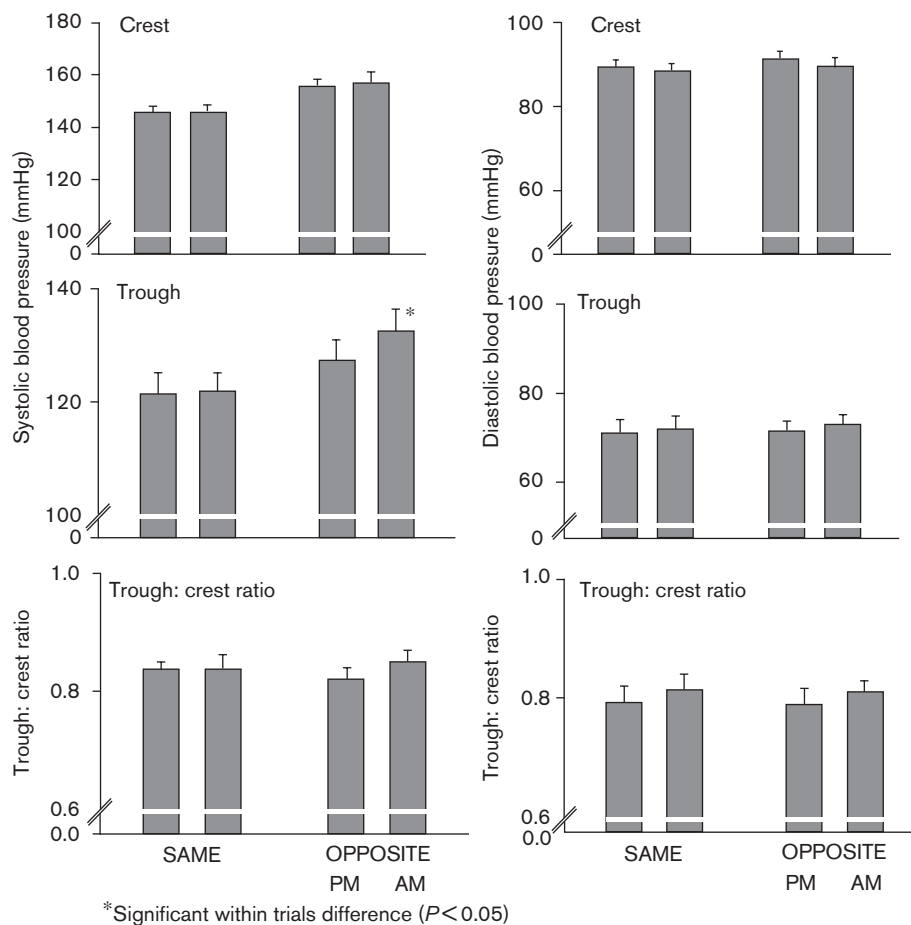 Systolic blood pressure (mmHg)
Crest
180
160
140
120
100
0
Trough
140
120
100
0
Trough: crest ratio
Trough: crest ratio
1.0
0.8
0.6
0.0
SAME
OPPOSITE
PM AM
Diastolic blood pressure (mmHg)
Crest
100
80
60
0
Trough
100
80
60
0
Trough: crest ratio
Trough: crest ratio
1.0
0.8
0.6
0.0
SAME
OPPOSITE
PM AM
*
*Significant within trials difference (P<0.05)